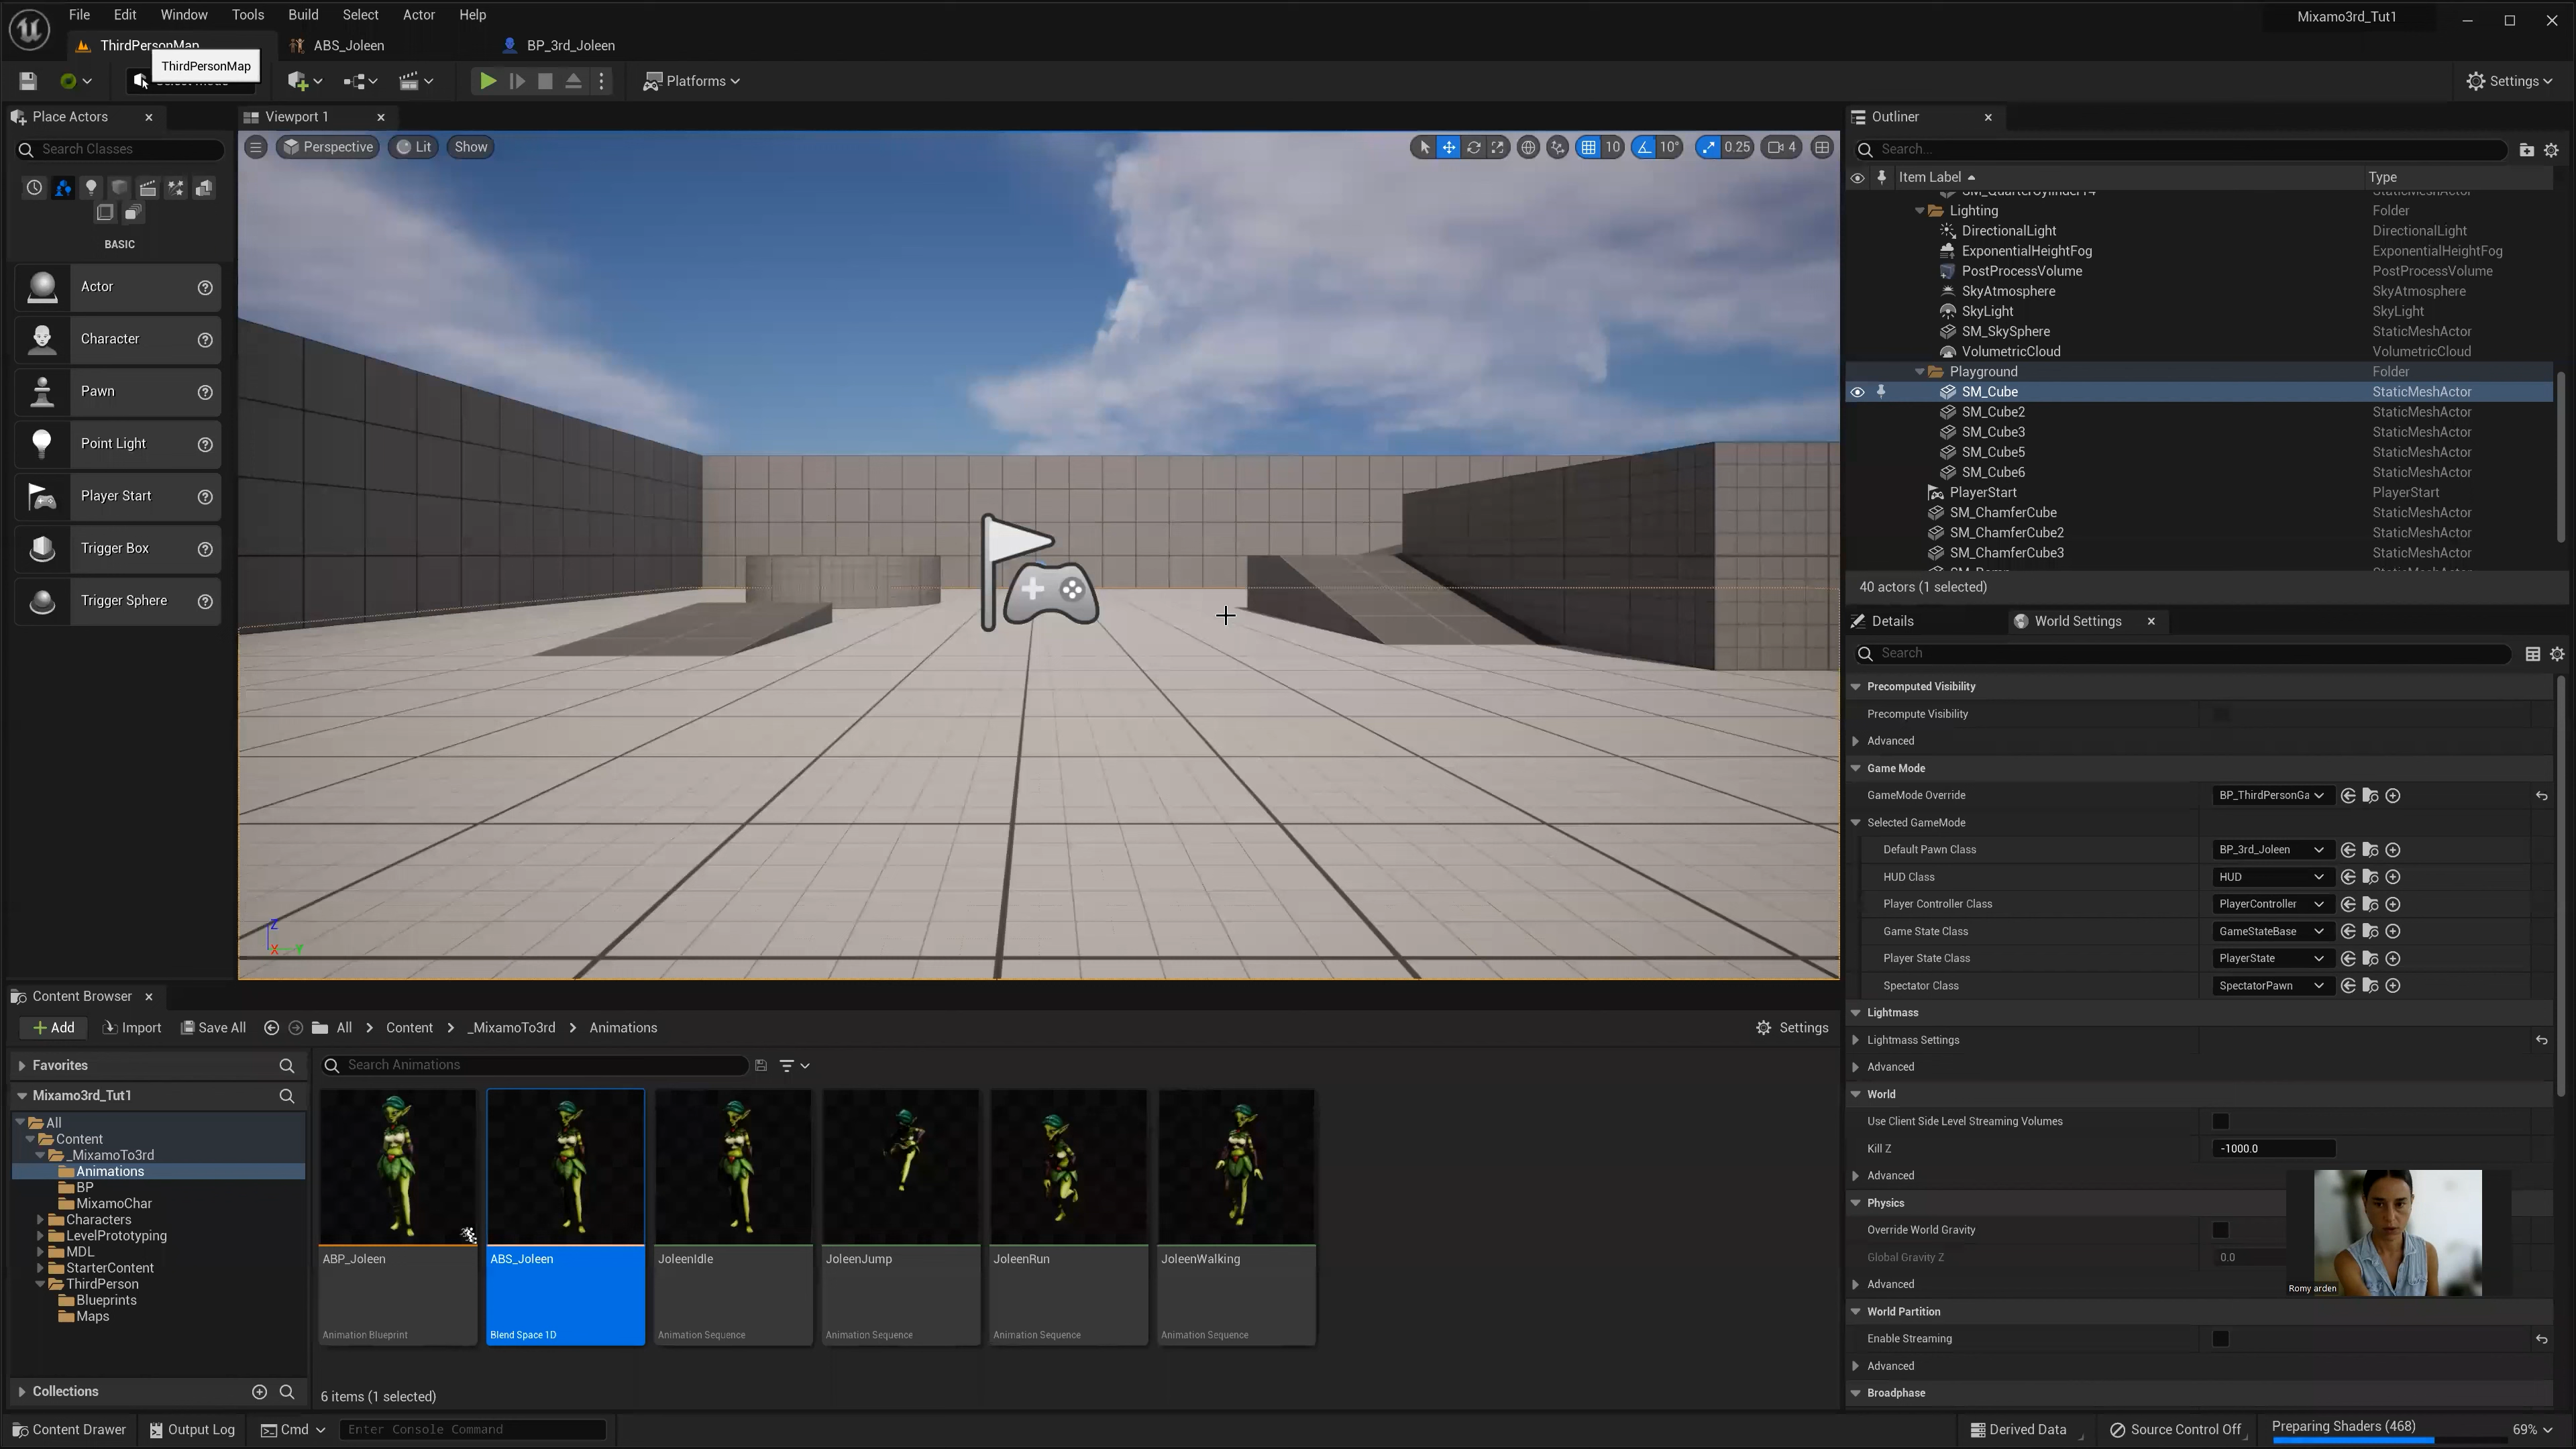 File Edit Window Tools Build Select Actor Help
Mixamo3rd_Tut1
ThirdPersonMap ABS_Joleen BP_3rd_Joleen
ThirdPersonMap
Platforms
Settings
Place Actors
Viewport 1
Outliner
Search Classes
Perspective Lit Show
10 10° 0.25 4
Search...
Item Label Type
BASIC
Actor
Character
Pawn
Point Light
Player Start
Trigger Box
Trigger Sphere
SM_QuarterCylinder14 StaticMeshActor
Lighting Folder
DirectionalLight DirectionalLight
ExponentialHeightFog ExponentialHeightFog
PostProcessVolume PostProcessVolume
SkyAtmosphere SkyAtmosphere
SkyLight SkyLight
SM_SkySphere StaticMeshActor
VolumetricCloud VolumetricCloud
Playground Folder
SM_Cube StaticMeshActor
SM_Cube2 StaticMeshActor
SM_Cube3 StaticMeshActor
SM_Cube5 StaticMeshActor
SM_Cube6 StaticMeshActor
PlayerStart PlayerStart
SM_ChamferCube StaticMeshActor
SM_ChamferCube2 StaticMeshActor
SM_ChamferCube3 StaticMeshActor
40 actors (1 selected)
Details World Settings
Search
Precomputed Visibility
Precompute Visibility
Advanced
Game Mode
GameMode Override BP_ThirdPersonGa
Selected GameMode
Default Pawn Class BP_3rd_Joleen
HUD Class HUD
Player Controller Class PlayerController
Game State Class GameStateBase
Player State Class PlayerState
Spectator Class SpectatorPawn
Lightmass
Lightmass Settings
Advanced
World
Use Client Side Level Streaming Volumes
Kill Z -1000.0
Advanced
Physics
Override World Gravity
Global Gravity Z 0.0
Advanced
Romy arden
World Partition
Enable Streaming
Advanced
Broadphase
Z
X Y
Content Browser
Add Import Save All All Content _MixamoTo3rd Animations
Settings
Favorites
Search Animations
Mixamo3rd_Tut1
All
Content
_MixamoTo3rd
Animations
BP
MixamoChar
Characters
LevelPrototyping
MDL
StarterContent
ThirdPerson
Blueprints
Maps
Collections
ABP_Joleen ABS_Joleen JoleenIdle JoleenJump JoleenRun JoleenWalking
Animation Blueprint Blend Space 1D Animation Sequence Animation Sequence Animation Sequence Animation Sequence
6 items (1 selected)
Content Drawer Output Log Cmd Enter Console Command
Derived Data Source Control Off Preparing Shaders (468) 69%